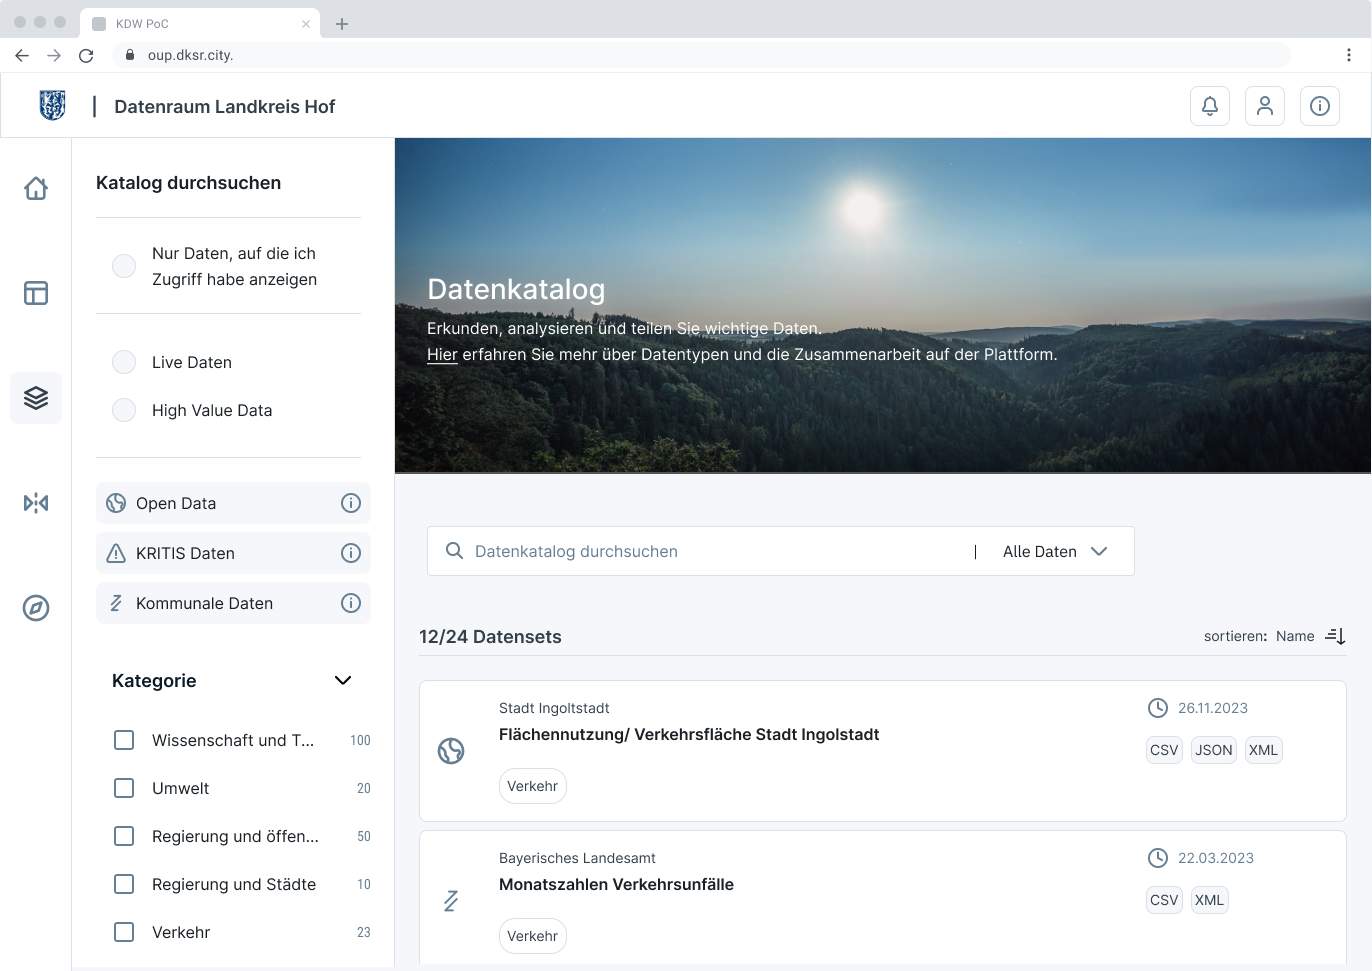 KDW PoC
oup.dksr.city.
Datenraum Landkreis Hof
Katalog durchsuchen
Nur Daten, auf die ich
Zugriff habe anzeigen
Live Daten
High Value Data
Open Data
KRITIS Daten
Kommunale Daten
Kategorie
Wissenschaft und T... 100
Umwelt 20
Regierung und öffen... 50
Regierung und Städte 10
Verkehr 23
Datenkatalog
Erkunden, analysieren und teilen Sie wichtige Daten.
Hier erfahren Sie mehr über Datentypen und die Zusammenarbeit auf der Plattform.
Datenkatalog durchsuchen | Alle Daten
12/24 Datensets
sortieren: Name
Stadt Ingoltstadt
26.11.2023
Flächennutzung/ Verkehrsfläche Stadt Ingolstadt
CSV JSON XML
Verkehr
Bayerisches Landesamt
22.03.2023
Monatszahlen Verkehrsunfälle
CSV XML
Verkehr